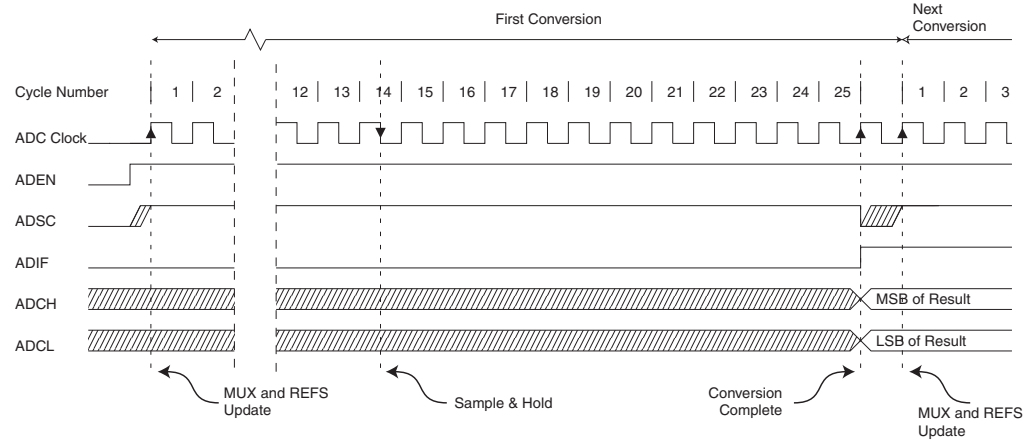 First Conversion
Next
Conversion
Cycle Number 1 2 12 13 14 15 16 17 18 19 20 21 22 23 24 25 1 2 3
ADC Clock
ADEN
ADSC
ADIF
ADCH MSB of Result
ADCL LSB of Result
MUX and REFS
Update
Sample & Hold
Conversion
Complete
MUX and REFS
Update